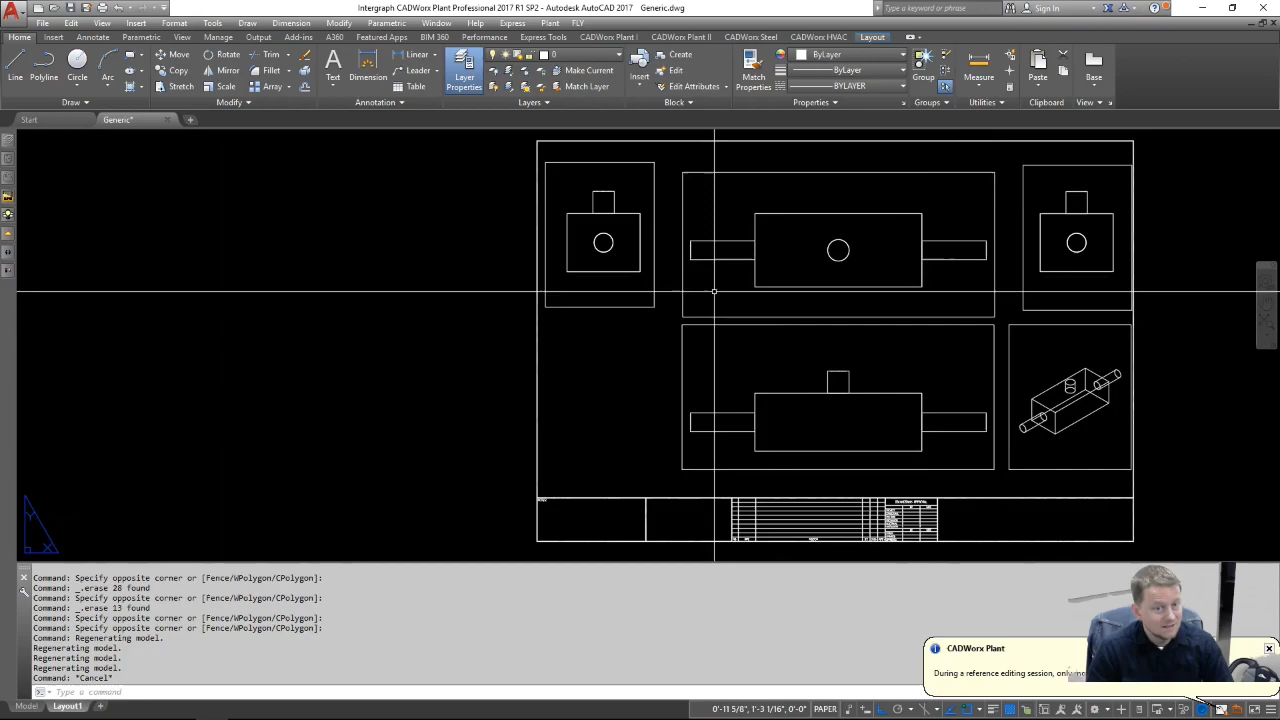 Intergraph CADWorx Plant Professional 2017 R1 SP2 - Autodesk AutoCAD 2017 Generic.dwg
Type a keyword or phrase
Sign In
File Edit View Insert Format Tools Draw Dimension Modify Parametric Window Help Express Plant FLY
Home Insert Annotate Parametric View Manage Output Add-ins A360 Featured Apps BIM 360 Performance Express Tools CADWorx Plant I CADWorx Plant II CADWorx Steel CADWorx HVAC Layout
Line Polyline Circle Arc
Move Rotate Trim
Copy Mirror Fillet
Stretch Scale Array
Text Dimension
Linear
Leader
Table
Layer Properties
0
Make Current
Match Layer
Insert
Create
Edit
Edit Attributes
Match Properties
ByLayer
ByLayer
BYLAYER
Group
Measure
Paste
Base
Draw Modify Annotation Layers Block Properties Groups Utilities Clipboard View
Start Generic*
Y
X
Command: Specify opposite corner or [Fence/WPolygon/CPolygon]:
Command: _.erase 28 found
Command: Specify opposite corner or [Fence/WPolygon/CPolygon]:
Command: _.erase 13 found
Command: Specify opposite corner or [Fence/WPolygon/CPolygon]:
Command: Specify opposite corner or [Fence/WPolygon/CPolygon]:
Command: Regenerating model.
Regenerating model.
Regenerating model.
Regenerating model.
Command: *Cancel*
Type a command
CADWorx Plant
During a reference editing session, only
Model Layout1 +
0'-11 5/8", 1'-3 1/16", 0'-0" PAPER